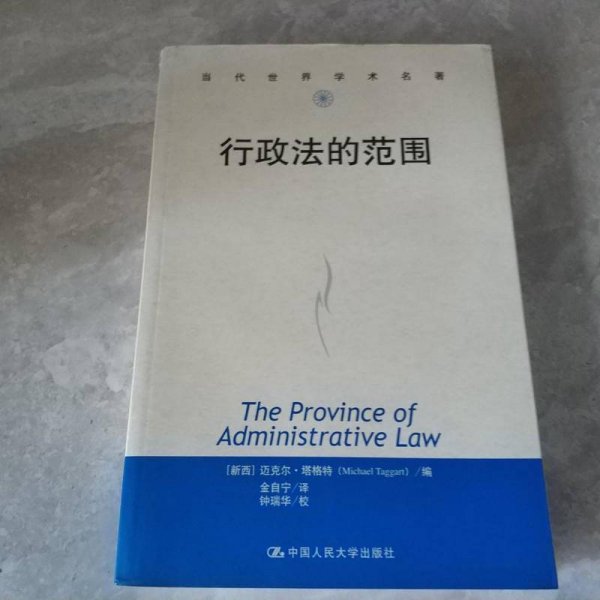 当代世界学术名著
行政法的范围
The Province of
Administrative Law
[新西] 迈克尔·塔格特 (Michael Taggart) / 编
金自宁/译
钟瑞华/校
中国人民大学出版社